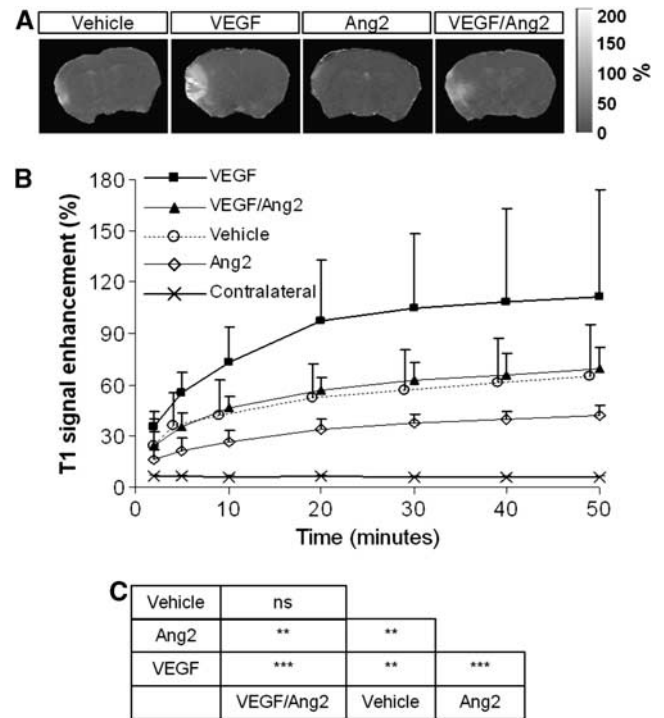 A
Vehicle VEGF Ang2 VEGF/Ang2
200
150
100
50
0
%
B
T1 signal enhancement (%)
180
150
120
90
60
30
0
VEGF
VEGF/Ang2
Vehicle
Ang2
Contralateral
0 10 20 30 40 50
Time (minutes)
C
Vehicle ns
Ang2 ** **
VEGF *** ** ***
VEGF/Ang2 Vehicle Ang2